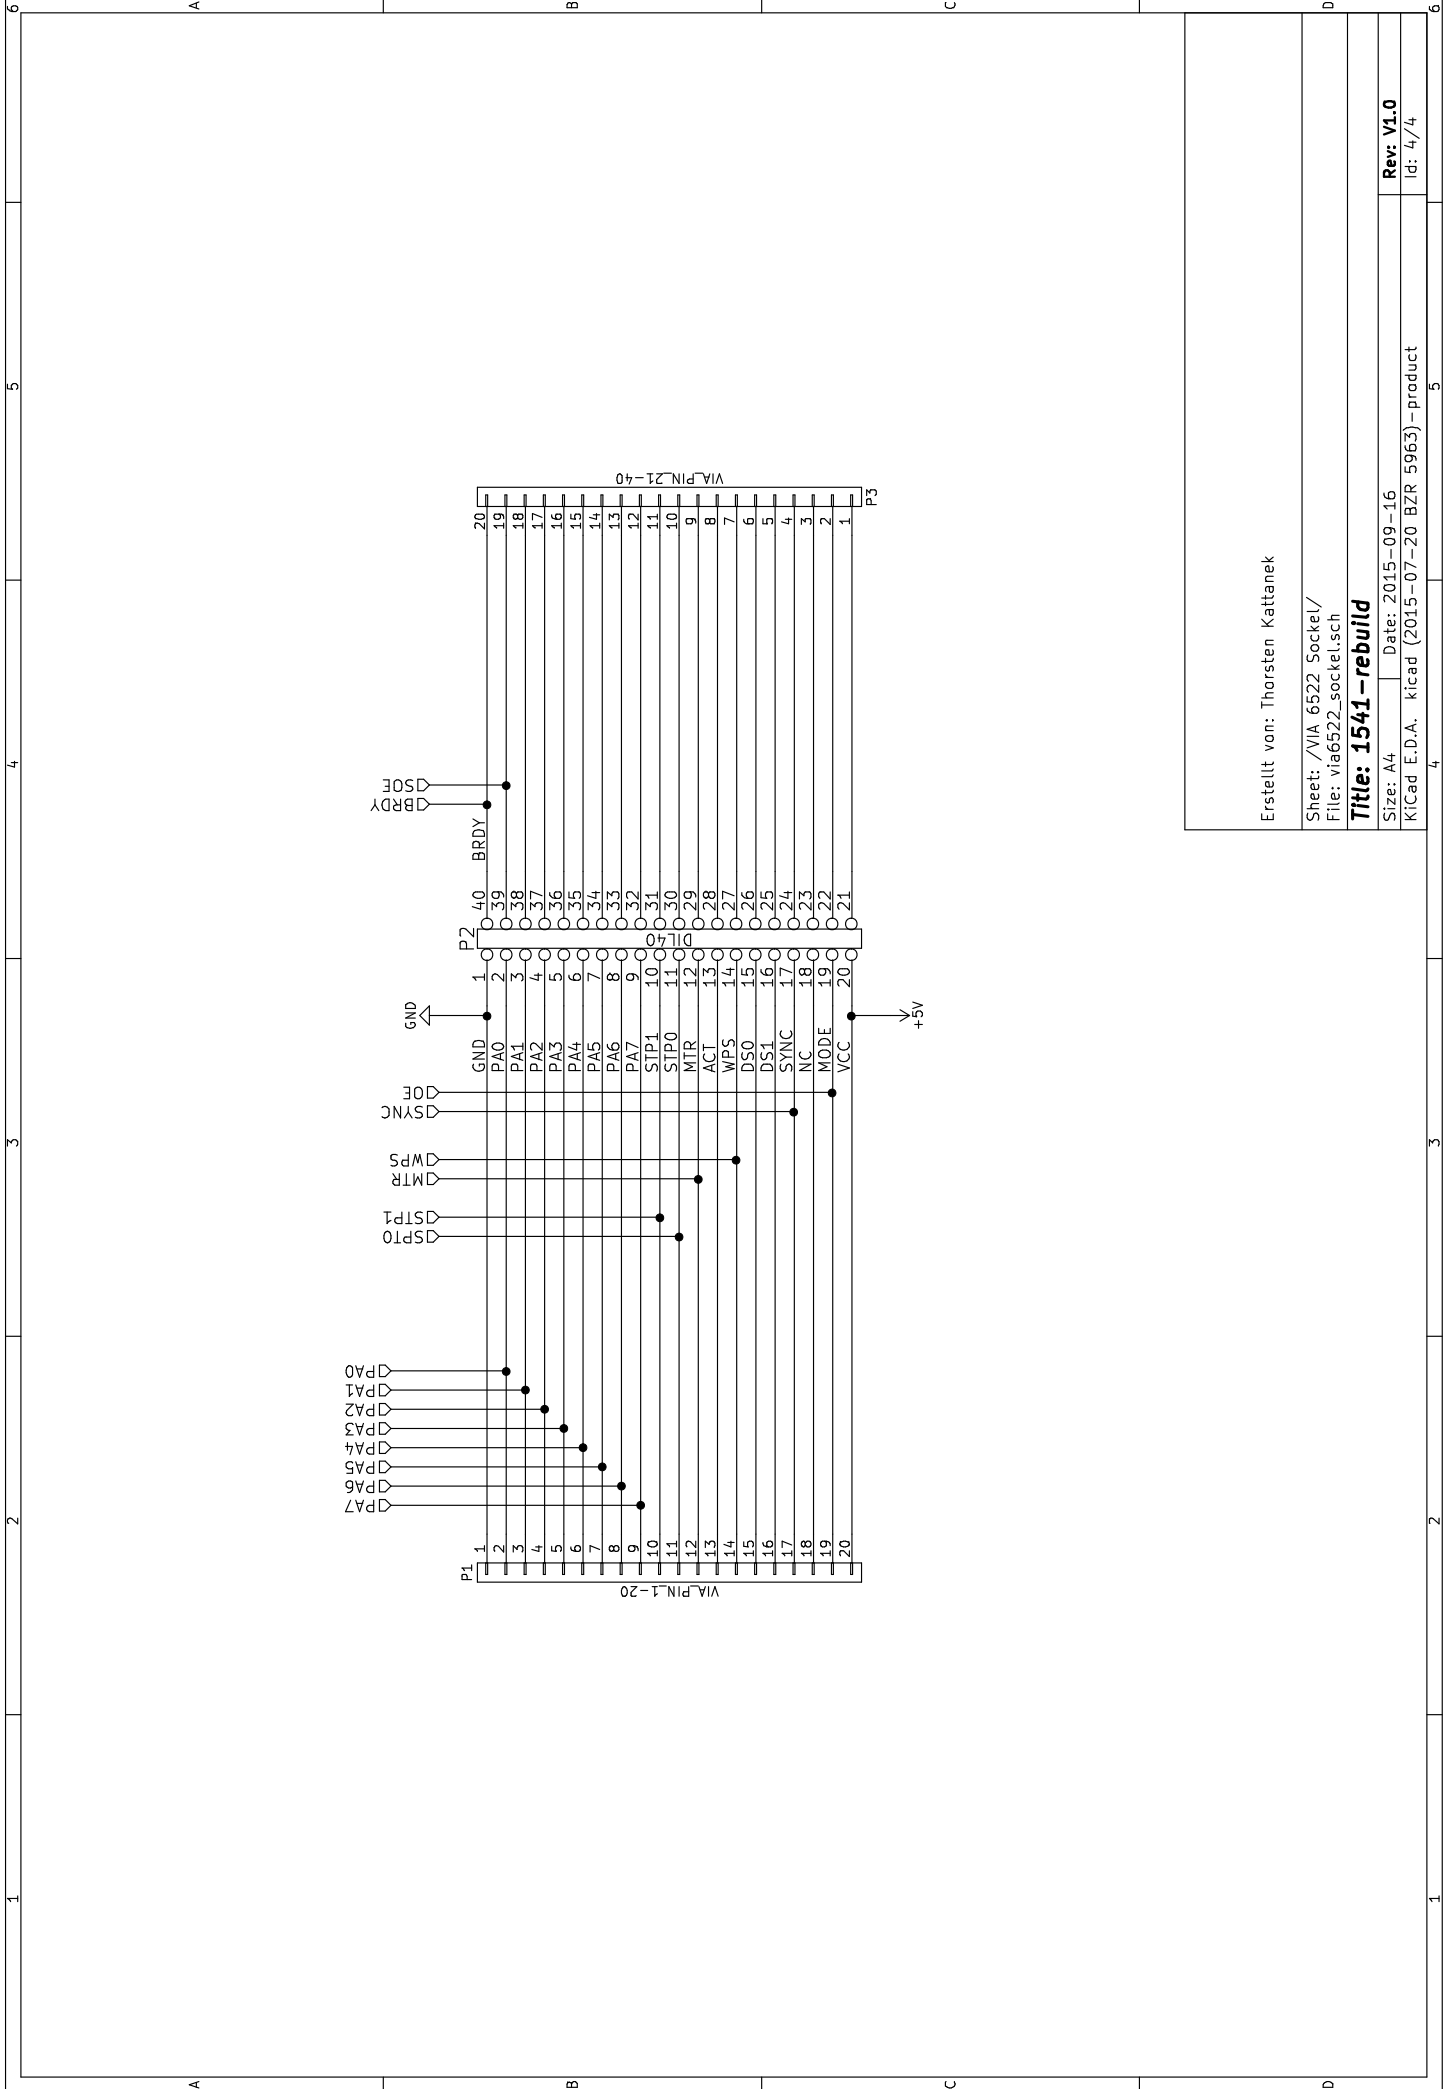 1 2 3 4 5 6
A
B
C
D
PA7 PA6 PA5 PA4 PA3 PA2 PA1 PA0
SPT0 STP1 MTR WPS SYNC OE
BRDY SOE
GND
P1
P2
VIA_PIN_1-20
DIL40
VIA_PIN_21-40
P3
1 GND 1 40 BRDY 20
2 PA0 2 39 19
3 PA1 3 38 18
4 PA2 4 37 17
5 PA3 5 36 16
6 PA4 6 35 15
7 PA5 7 34 14
8 PA6 8 33 13
9 PA7 9 32 12
10 STP1 10 31 11
11 STP0 11 30 10
12 MTR 12 29 9
13 ACT 13 28 8
14 WPS 14 27 7
15 DS0 15 26 6
16 DS1 16 25 5
17 SYNC 17 24 4
18 NC 18 23 3
19 MODE 19 22 2
20 VCC 20 21 1
+5V
Erstellt von: Thorsten Kattanek
Sheet: /VIA 6522 Sockel/
File: via6522_sockel.sch
Title: 1541-rebuild
Size: A4 Date: 2015-09-16 Rev: V1.0
KiCad E.D.A. kicad (2015-07-20 BZR 5963)-product Id: 4/4
1 2 3 4 5 6
A
B
C
D